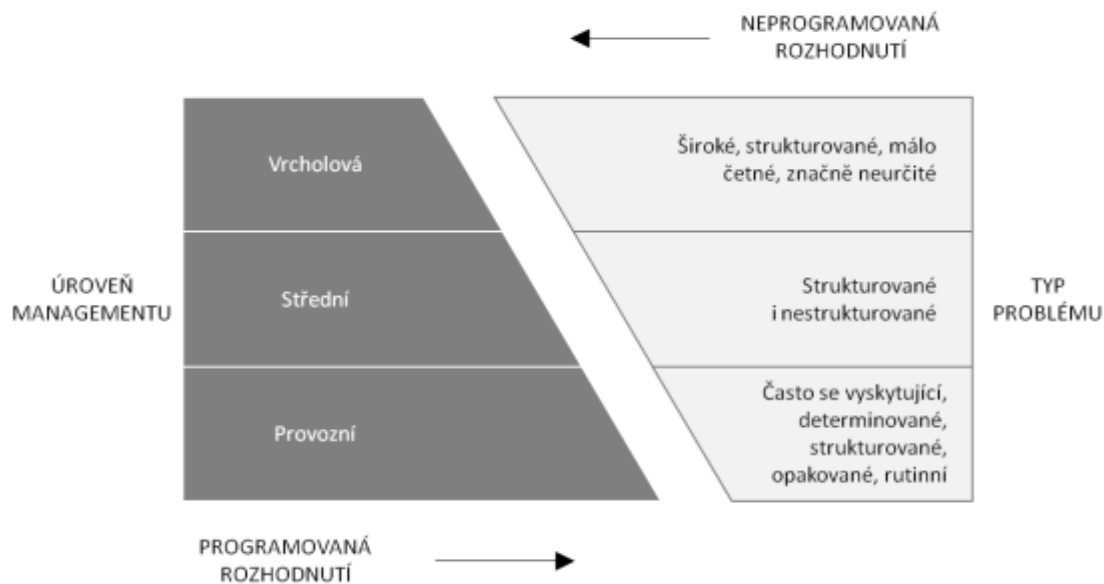 NEPROGRAMOVANÁ
ROZHODNUTÍ
Vrcholová
Široké, strukturované, málo
četné, značně neurčité
ÚROVEŇ
MANAGEMENTU
Střední
Strukturované
i nestrukturované
TYP
PROBLÉMU
Provozní
Často se vyskytující,
determinované,
strukturované,
opakované, rutinní
PROGRAMOVANÁ
ROZHODNUTÍ